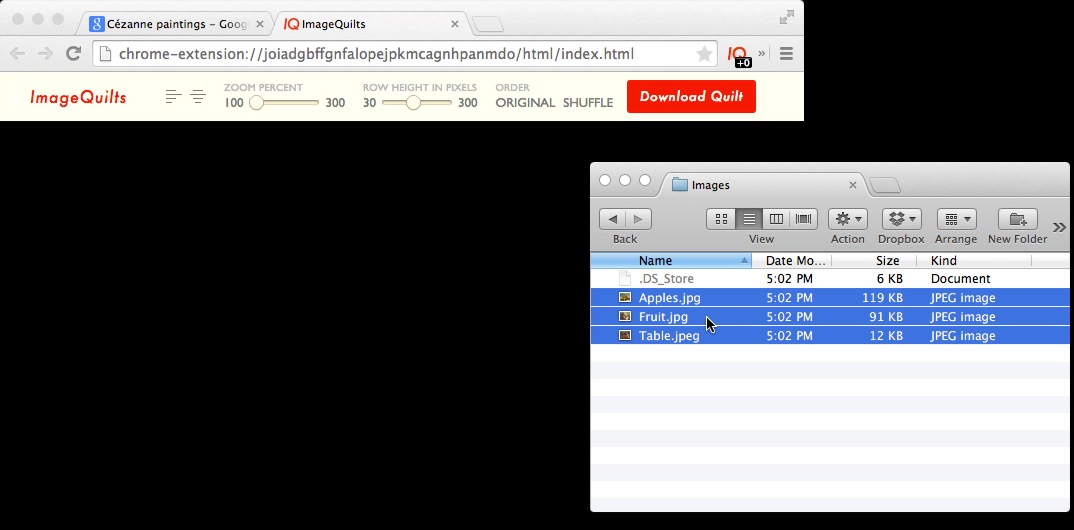 Cézanne paintings – Goog
IQ ImageQuilts
chrome-extension://joiadgbffgnfalopejpkmcagnhpanmdo/html/index.html
IQ
+0
»
ImageQuilts
ZOOM PERCENT
100 300
ROW HEIGHT IN PIXELS
30 300
ORDER
ORIGINAL SHUFFLE
Download Quilt
Images
Back View Action Dropbox Arrange New Folder
Name Date Mo... Size Kind
.DS_Store 5:02 PM 6 KB Document
Apples.jpg 5:02 PM 119 KB JPEG image
Fruit.jpg 5:02 PM 91 KB JPEG image
Table.jpeg 5:02 PM 12 KB JPEG image